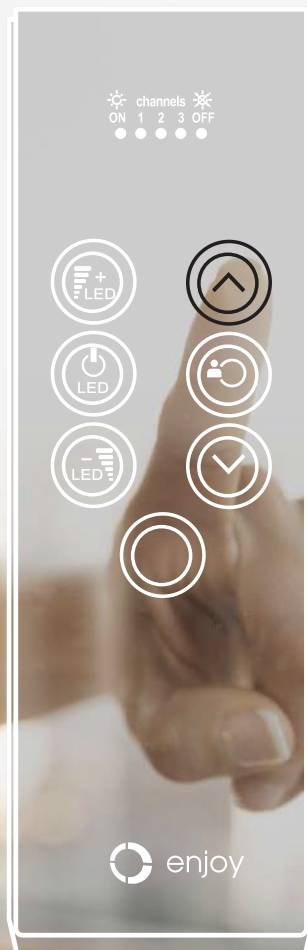 channels
ON 1 2 3 OFF
+
LED
LED
−
LED
enjoy